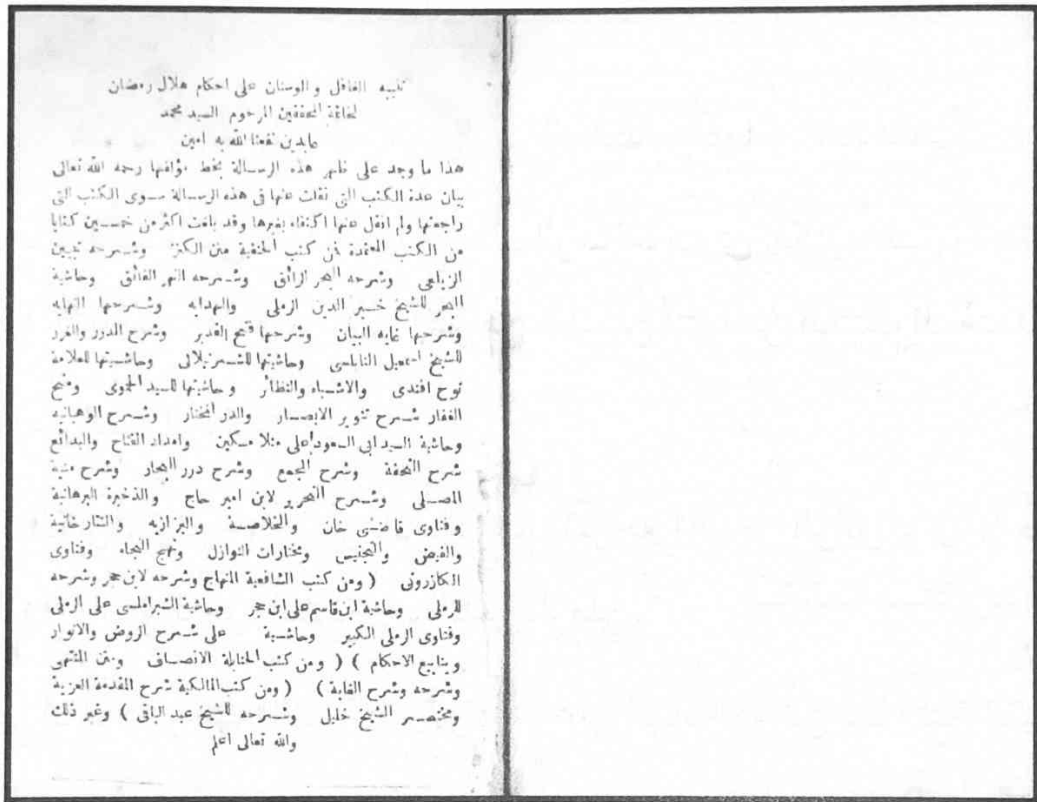 تنبيه الغافل والوسنان على احكام هلال رمضان
لخاتمة المحققين المرحوم السيد محمد
عابدين نفعنا الله به امين
هذا ما وجد على ظهر هذه الرسالة بخط مؤلفها رحمه الله تعالى
بيان عدة الكتب التى نقلت عنها فى هذه الرسالة سوى الكتب التى
راجعتها ولم انقل عنها اكتفاء بغيرها وقد بلغت اكثر من خمسين كتابا
من الكتب المعتمدة فمن كتب الحنفية متن الكنز وشرحه تبيين
الزيلعى وشرحه البحر الرائق وشرحه النهر الفائق وحاشية
البحر للشيخ خير الدين الرملى والهدايه وشرحها النهايه
وشرحها غايه البيان وشرحها فتح القدير وشرح الدرر والغرر
للشيخ اسمعيل النابلسى وحاشيتها للشرنبلالى وحاشيتها للعلامة
نوح افندى والاشباه والنظائر وحاشيتها للسيد الحموى ومنح
الغفار شرح تنوير الابصار والدر المختار وشرح الوهبانيه
وحاشية السيد ابى السعود على منلا مسكين وامداد الفتاح والبدائع
شرح التحفة وشرح المجمع وشرح درر البحار وشرح منية
المصلى وشرح التحرير لابن امير حاج والذخيرة البرهانية
وفتاوى قاضى خان والخلاصة والبزازيه والتتارخانية
والفيض والتجنيس ومختارات النوازل ونهج النجاه وفتاوى
الكازرونى ( ومن كتب الشافعية المنهاج وشرحه لابن حجر وشرحه
للرملى وحاشية ابن قاسم على ابن حجر وحاشية الشبراملسى على الرملى
وفتاوى الرملى الكبير وحاشية على شرح الروض والانوار
وينابيع الاحكام ) ( ومن كتب الحنابلة الانصاف ومتن المنتهى
وشرحه وشرح الغاية ) ( ومن كتب المالكية شرح المقدمة العزية
ومختصر الشيخ خليل وشرحه للشيخ عبد الباقى ) وغير ذلك
والله تعالى اعلم